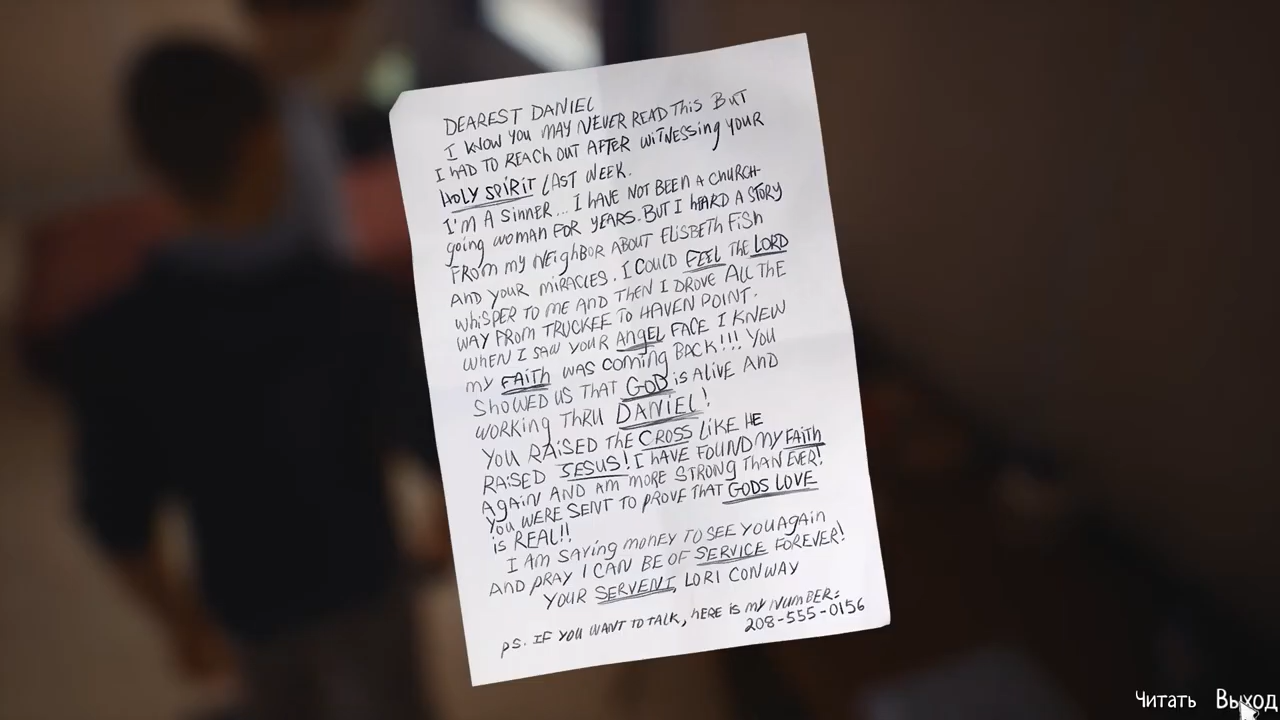 DEAREST DANIEL
I KNOW YOU MAY NEVER READ THIS BUT
I HAD TO REACH OUT AFTER WITNESSING YOUR
HOLY SPIRIT LAST WEEK.
I'M A SINNER... I HAVE NOT BEEN A CHURCH-
going WOMAN FOR YEARS. BUT I HEARD A STORY
FROM MY NEIGHBOR ABOUT ELISBETH FISH
AND YOUR MIRACLES. I COULD FEEL THE LORD
WHISPER TO ME AND THEN I DROVE ALL THE
WAY FROM TRUCKEE TO HAVEN POINT.
WHEN I SAW YOUR ANgEL FACE I KNEW
MY FAITH WAS COMING BACK!!! YOU
SHOWED US THAT GOD IS ALIVE AND
WORKING THRU DANIEL!
YOU RAISED THE CROSS LIKE HE
RAISED JESUS! I HAVE FOUND MY FAITH
AgAIN AND AM MORE STRONG THAN EVER!
YOU WERE SENT TO PROVE THAT GODS LOVE
IS REAL!!
I AM SAVING MONEY TO SEE YOU AgAIN
AND PRAY I CAN BE OF SERVICE FOREVER!
YOUR SERVENT, LORI CONWAY
PS. IF YOU WANT TO TALK, HERE IS MY NUMBER:
208-555-0156
Читать Выход